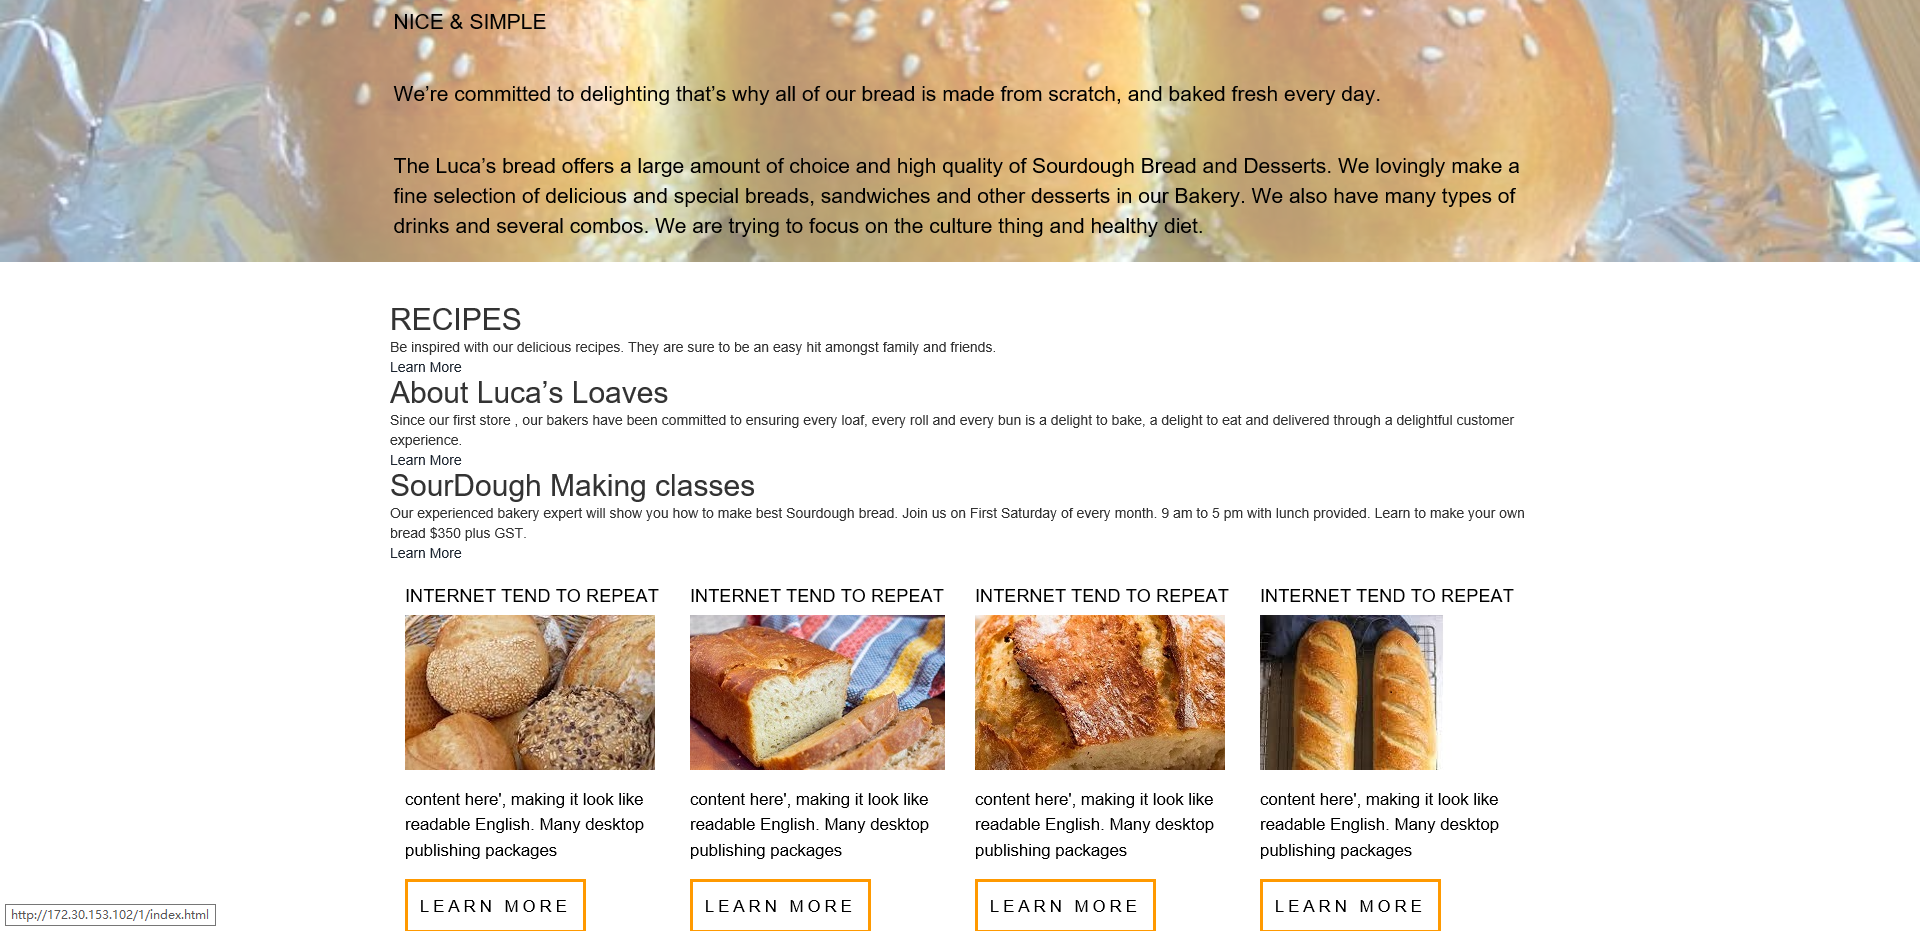 NICE & SIMPLE
We’re committed to delighting that’s why all of our bread is made from scratch, and baked fresh every day.
The Luca’s bread offers a large amount of choice and high quality of Sourdough Bread and Desserts. We lovingly make a
fine selection of delicious and special breads, sandwiches and other desserts in our Bakery. We also have many types of
drinks and several combos. We are trying to focus on the culture thing and healthy diet.
RECIPES
Be inspired with our delicious recipes. They are sure to be an easy hit amongst family and friends.
Learn More
About Luca’s Loaves
Since our first store , our bakers have been committed to ensuring every loaf, every roll and every bun is a delight to bake, a delight to eat and delivered through a delightful customer
experience.
Learn More
SourDough Making classes
Our experienced bakery expert will show you how to make best Sourdough bread. Join us on First Saturday of every month. 9 am to 5 pm with lunch provided. Learn to make your own
bread $350 plus GST.
Learn More
INTERNET TEND TO REPEAT
content here', making it look like
readable English. Many desktop
publishing packages
LEARN MORE
INTERNET TEND TO REPEAT
content here', making it look like
readable English. Many desktop
publishing packages
LEARN MORE
INTERNET TEND TO REPEAT
content here', making it look like
readable English. Many desktop
publishing packages
LEARN MORE
INTERNET TEND TO REPEAT
content here', making it look like
readable English. Many desktop
publishing packages
LEARN MORE
http://172.30.153.102/1/index.html